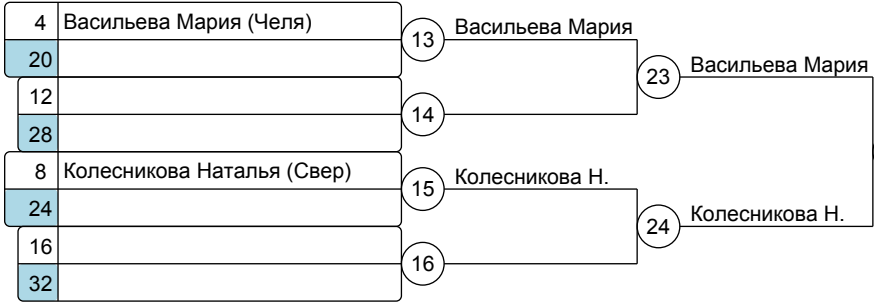 4 Васильева Мария (Челя)
20
13 Васильева Мария
23 Васильева Мария
12
28
14
8 Колесникова Наталья (Свер)
24
15 Колесникова Н.
24 Колесникова Н.
16
32
16